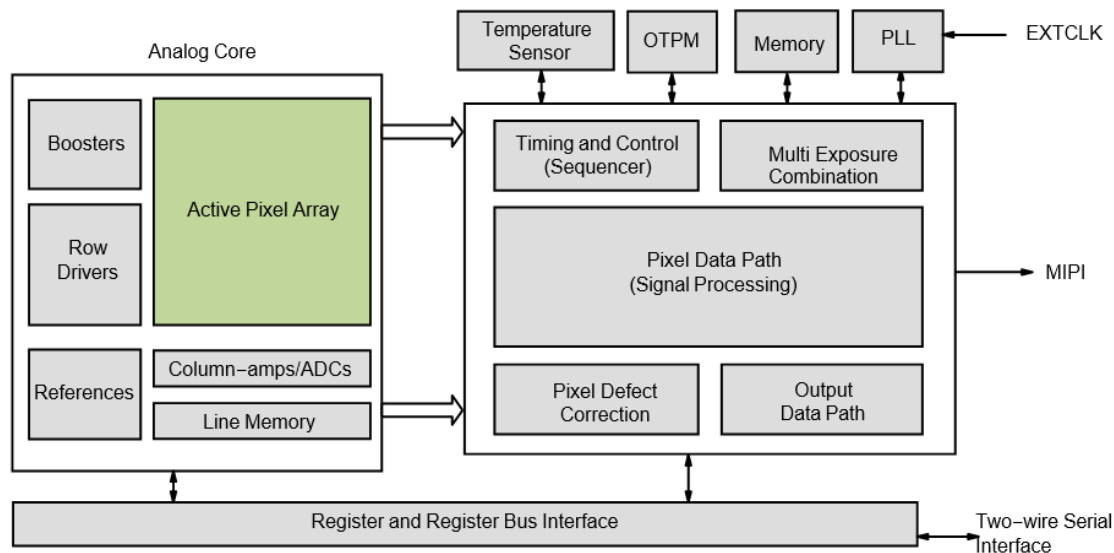 Analog Core
Boosters
Row
Drivers
References
Active Pixel Array
Column−amps/ADCs
Line Memory
Temperature
Sensor
OTPM
Memory
PLL
EXTCLK
Timing and Control
(Sequencer)
Multi Exposure
Combination
Pixel Data Path
(Signal Processing)
Pixel Defect
Correction
Output
Data Path
MIPI
Register and Register Bus Interface
Two−wire Serial
Interface